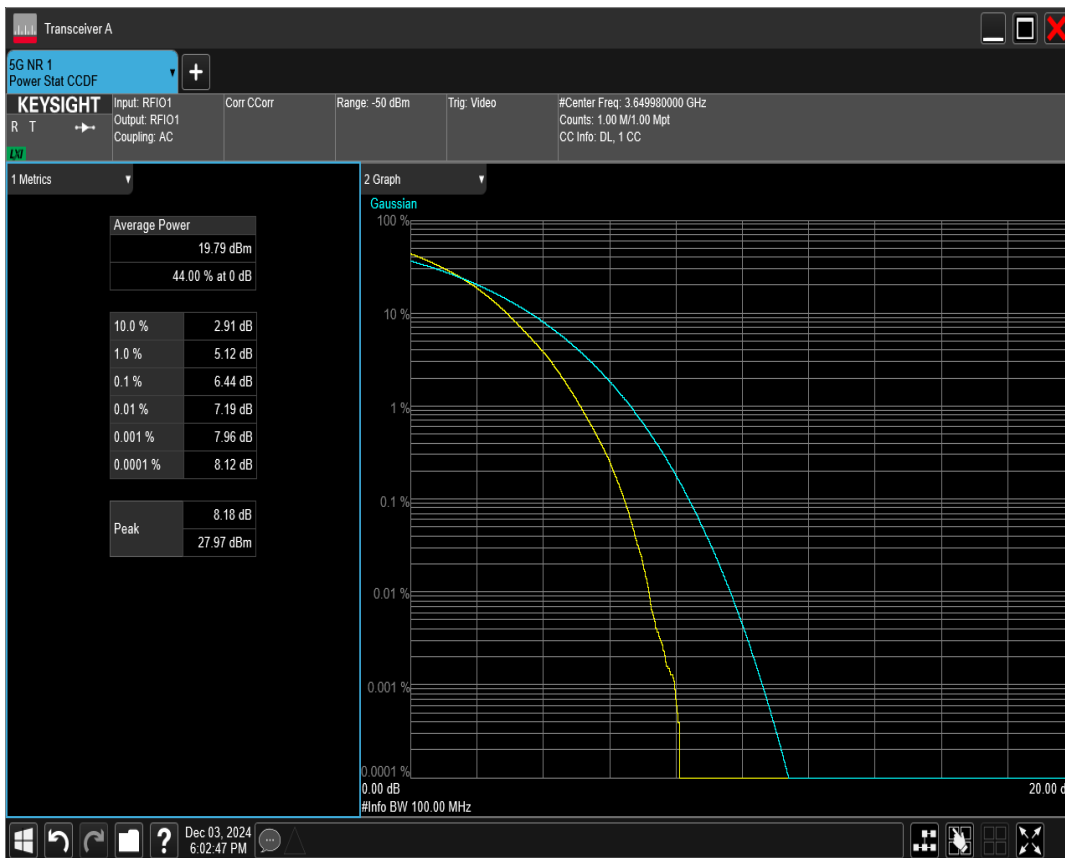 Transceiver A
5G NR 1
Power Stat CCDF
KEYSIGHT
R T
LXI
Input: RFIO1
Output: RFIO1
Coupling: AC
Corr CCorr
Range: -50 dBm
Trig: Video
#Center Freq: 3.649980000 GHz
Counts: 1.00 M/1.00 Mpt
CC Info: DL, 1 CC
1 Metrics
Average Power
19.79 dBm
44.00 % at 0 dB
10.0 % 2.91 dB
1.0 % 5.12 dB
0.1 % 6.44 dB
0.01 % 7.19 dB
0.001 % 7.96 dB
0.0001 % 8.12 dB
Peak 8.18 dB
27.97 dBm
2 Graph
Gaussian
100 %
10 %
1 %
0.1 %
0.01 %
0.001 %
0.0001 %
0.00 dB
20.00 d
#Info BW 100.00 MHz
Dec 03, 2024
6:02:47 PM